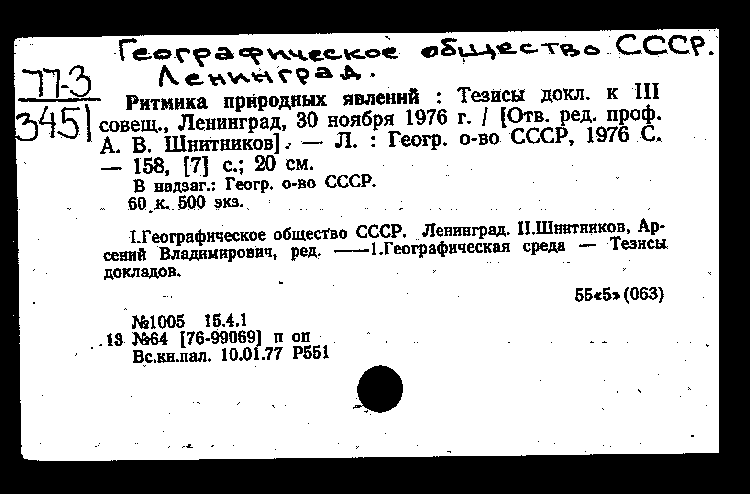 Географическое общество СССР.
Ленинград.
77-3
3451
Ритмика природных явлений : Тезисы докл. к III
совещ., Ленинград, 30 ноября 1976 г. / [Отв. ред. проф.
А. В. Шнитников]. — Л. : Геогр. о-во СССР, 1976 С.
— 158, [7] с.; 20 см.
В надзаг.: Геогр. о-во СССР.
60 к. 500 экз.
I.Географическое общество СССР. Ленинград. II.Шнитников, Ар-
сений Владимирович, ред. ——1.Географическая среда — Тезисы
докладов.
55«5» (063)
№1005 15.4.1
13 №64 [76-99069] п оп
Вс.кн.пал. 10.01.77 Р551